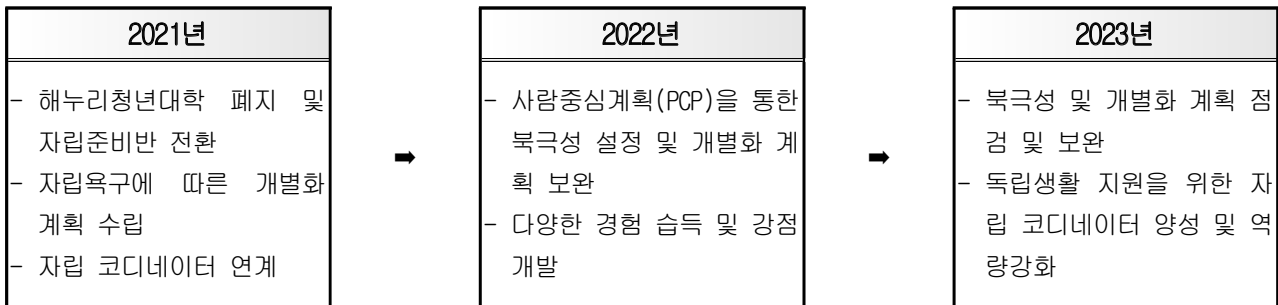 2021년
- 해누리청년대학 폐지 및
자립준비반 전환
- 자립욕구에 따른 개별화
계획 수립
- 자립 코디네이터 연계
➡
2022년
- 사람중심계획(PCP)을 통한
북극성 설정 및 개별화 계
획 보완
- 다양한 경험 습득 및 강점
개발
➡
2023년
- 북극성 및 개별화 계획 점
검 및 보완
- 독립생활 지원을 위한 자
립 코디네이터 양성 및 역
량강화